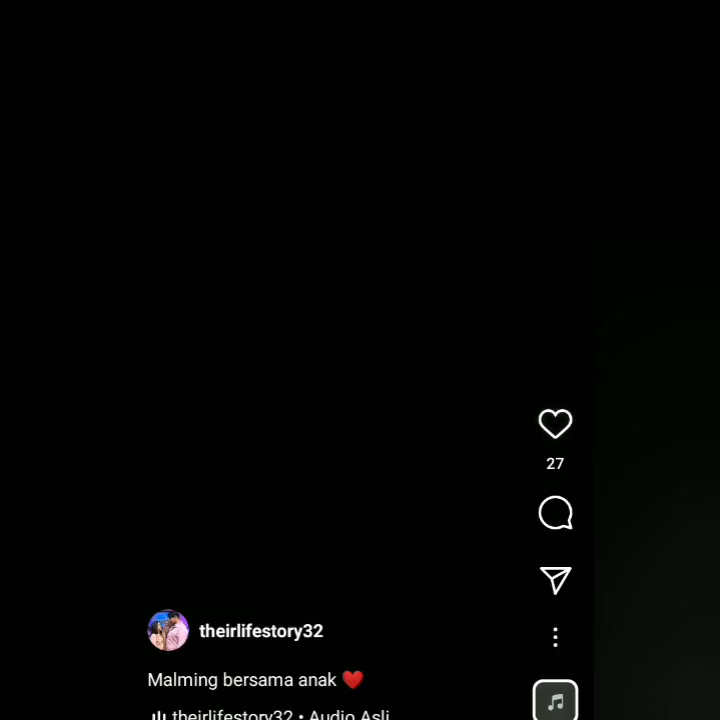 27
theirlifestory32
Malming bersama anak ❤️
theirlifestory32 • Audio Asli